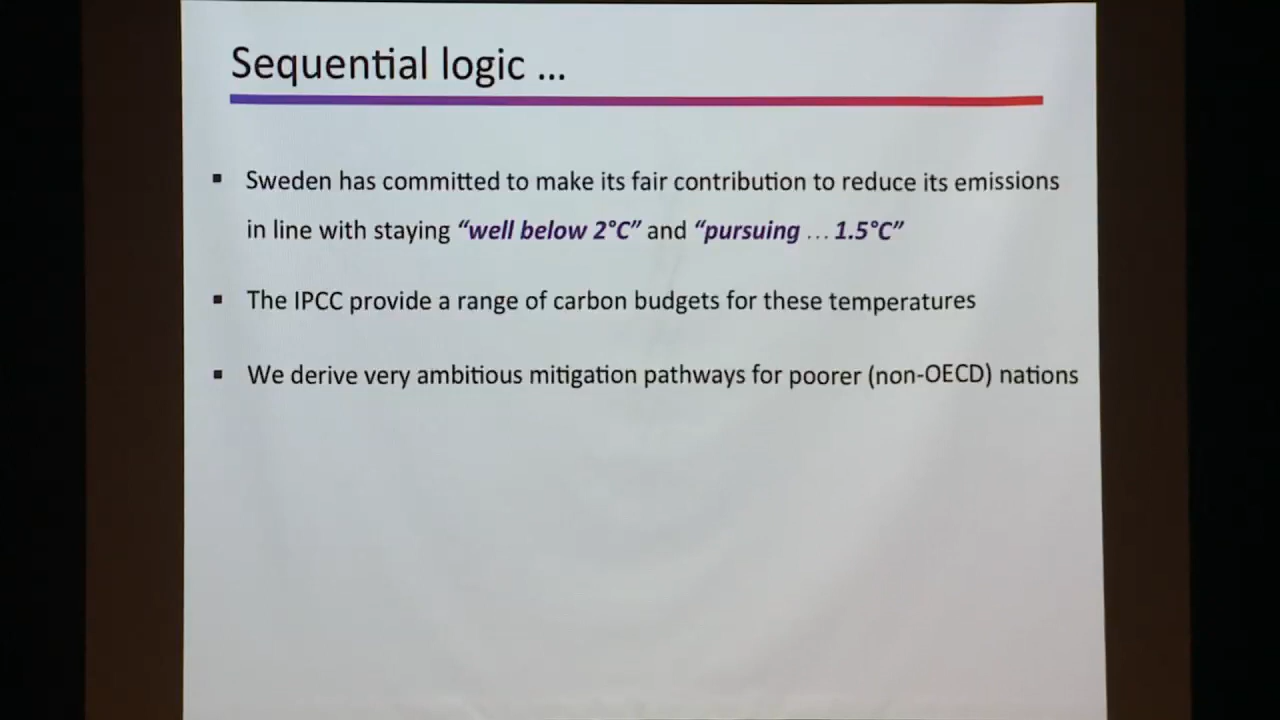 Sequential logic ...
▪ Sweden has committed to make its fair contribution to reduce its emissions
in line with staying “well below 2°C” and “pursuing ... 1.5°C”
▪ The IPCC provide a range of carbon budgets for these temperatures
▪ We derive very ambitious mitigation pathways for poorer (non-OECD) nations